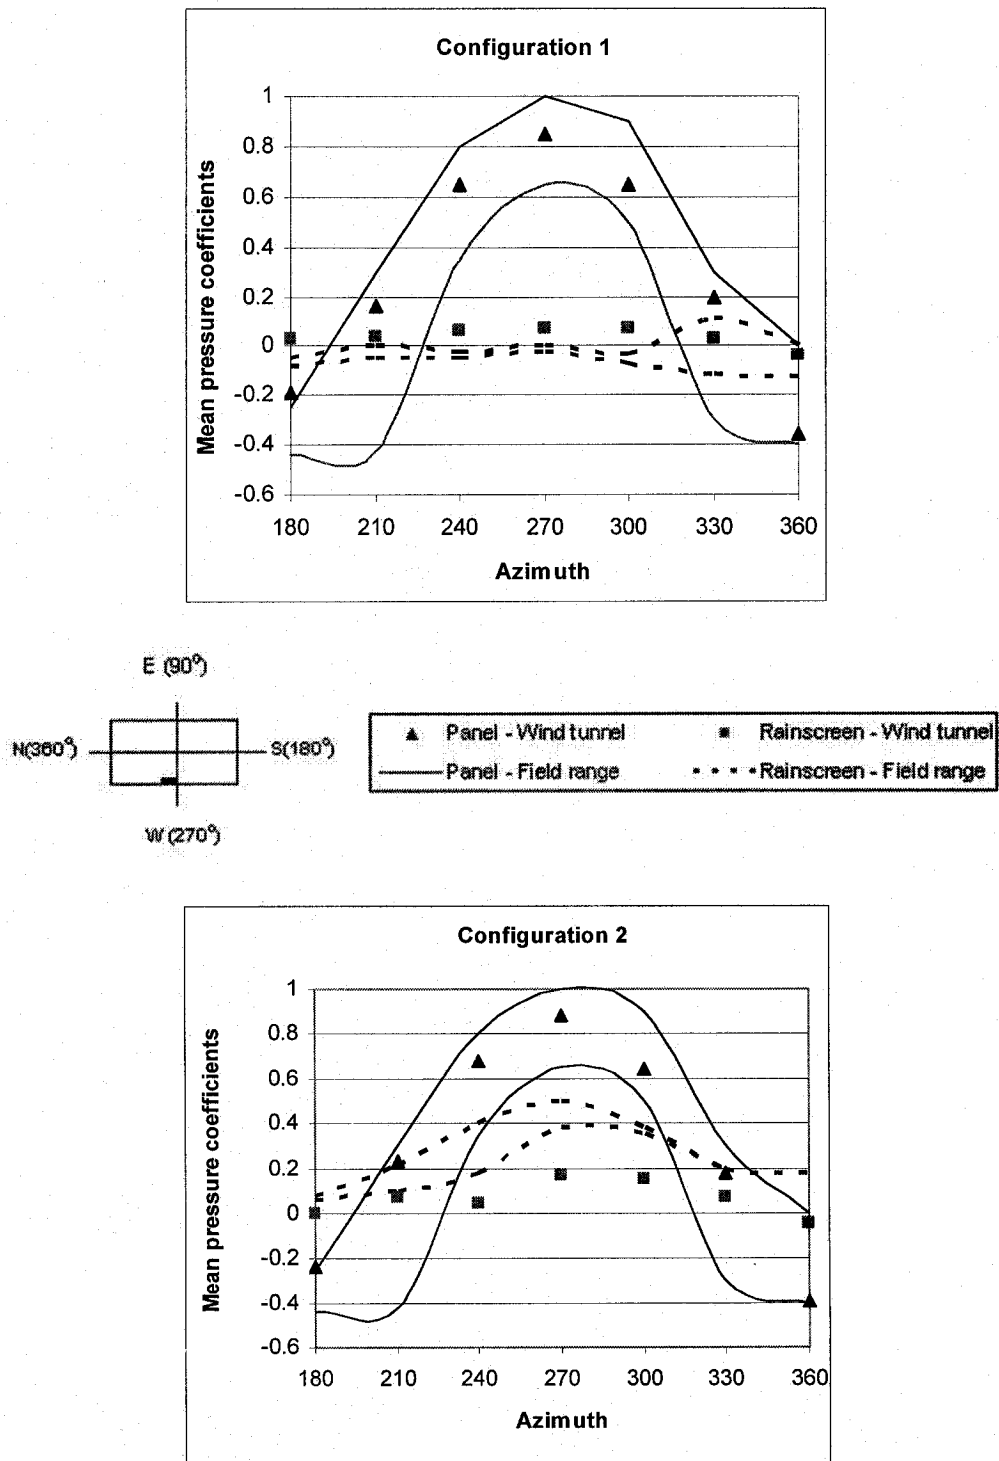 Configuration 1
Mean pressure coefficients
1
0.8
0.6
0.4
0.2
0
-0.2
-0.4
-0.6
180 210 240 270 300 330 360
Azimuth
E (90°)
N(360°) S(180°)
W (270°)
Panel - Wind tunnel Rainscreen - Wind tunnel
Panel - Field range Rainscreen - Field range
Configuration 2
Mean pressure coefficients
1
0.8
0.6
0.4
0.2
0
-0.2
-0.4
-0.6
180 210 240 270 300 330 360
Azimuth